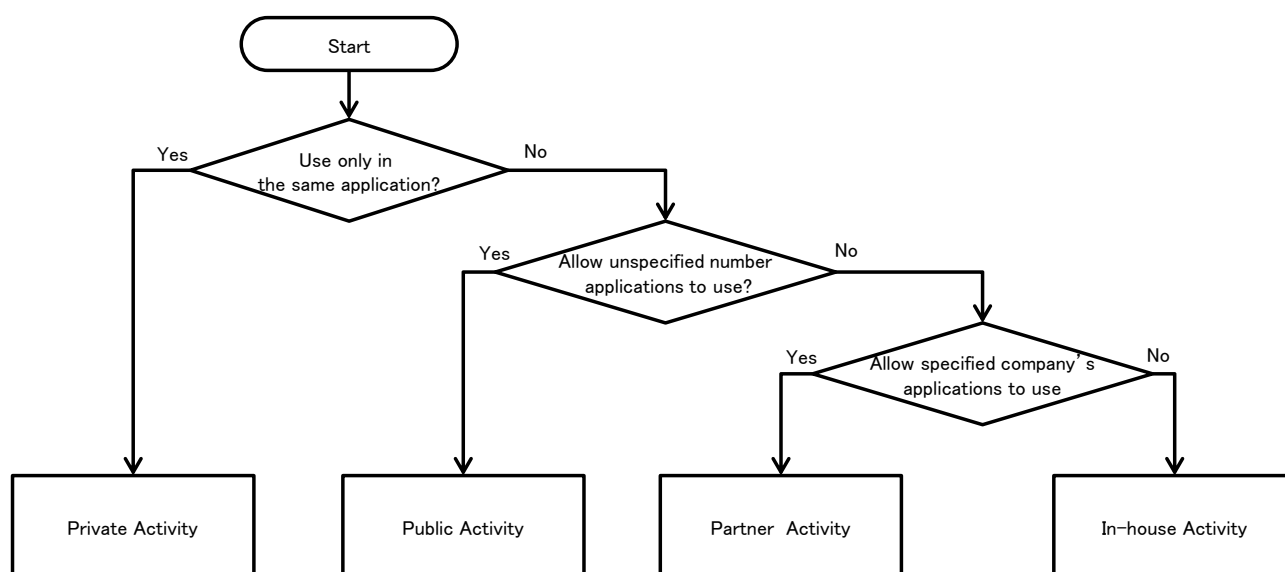 Start
Yes
Use only in
the same application?
No
Yes
Allow unspecified number
applications to use?
No
Yes
Allow specified company's
applications to use
No
Private Activity
Public Activity
Partner Activity
In-house Activity